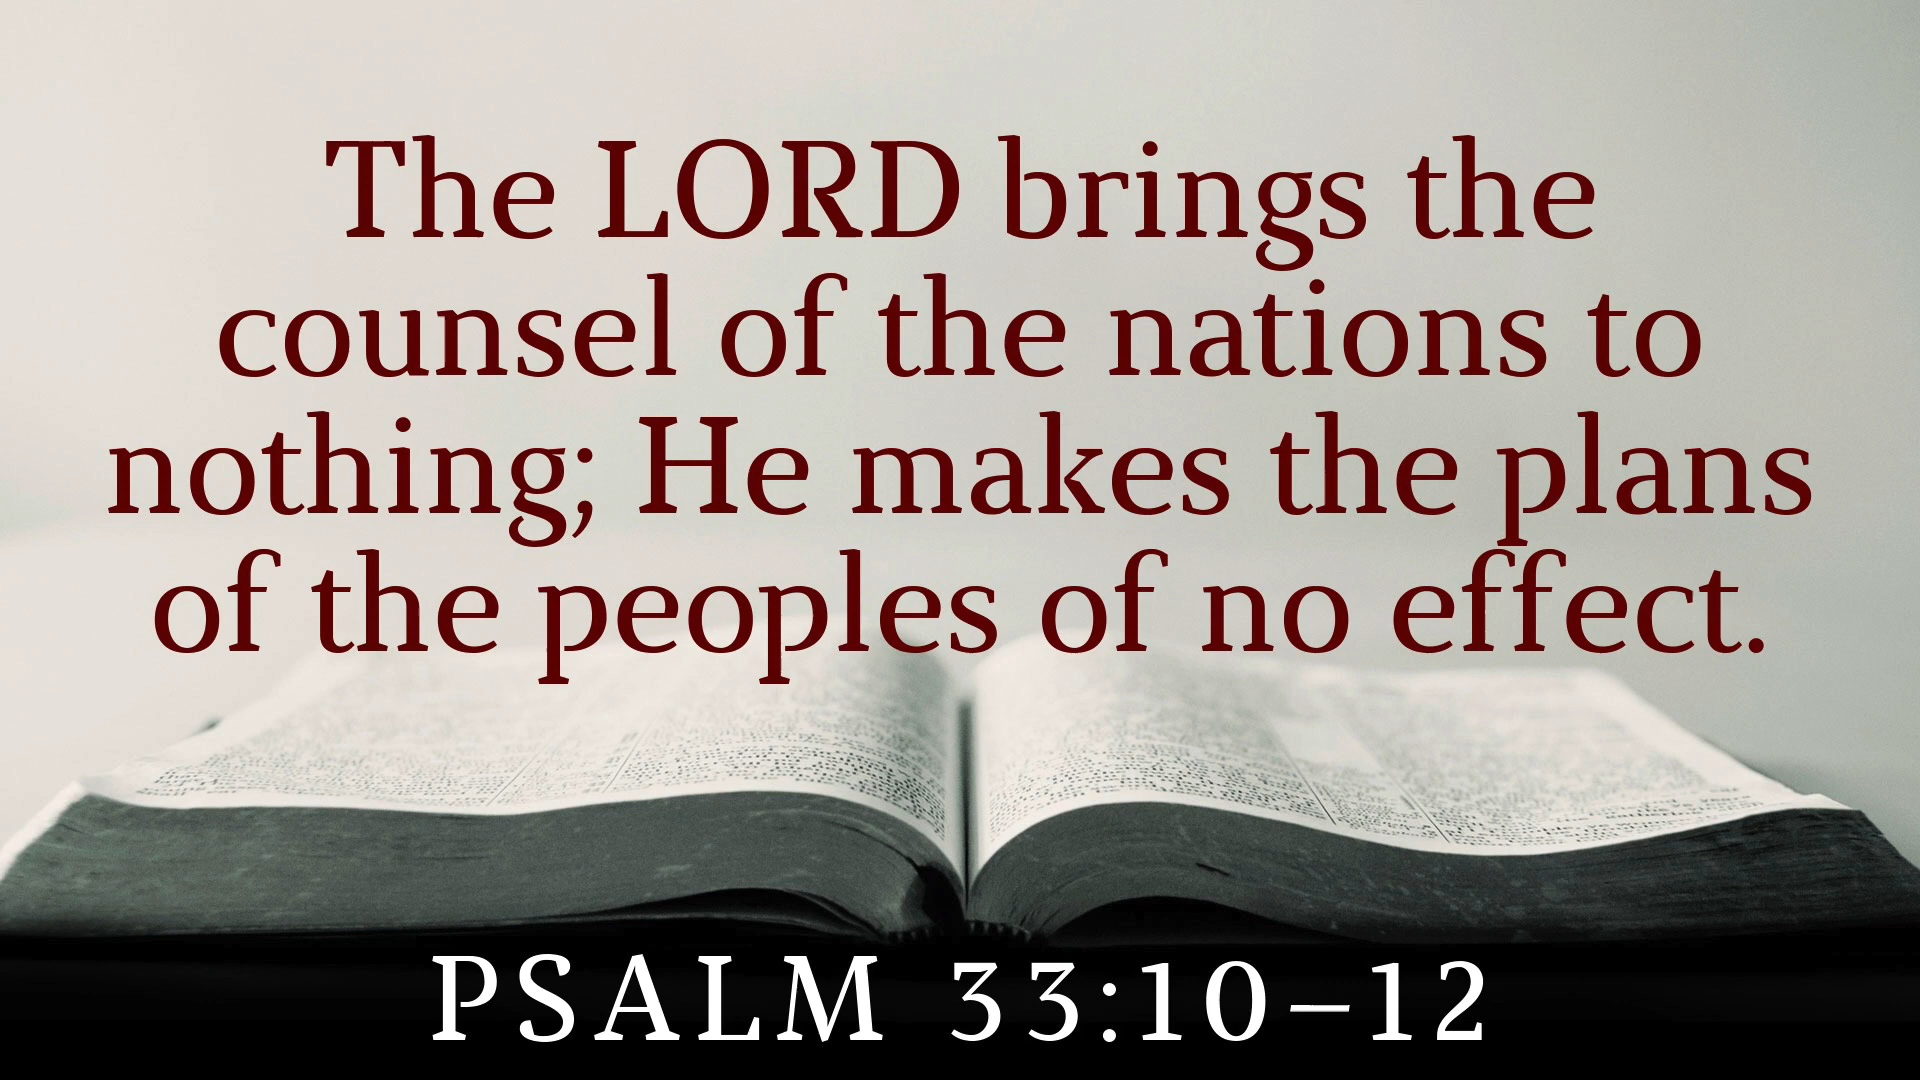 The LORD brings the
counsel of the nations to
nothing; He makes the plans
of the peoples of no effect.
PSALM 33:10–12